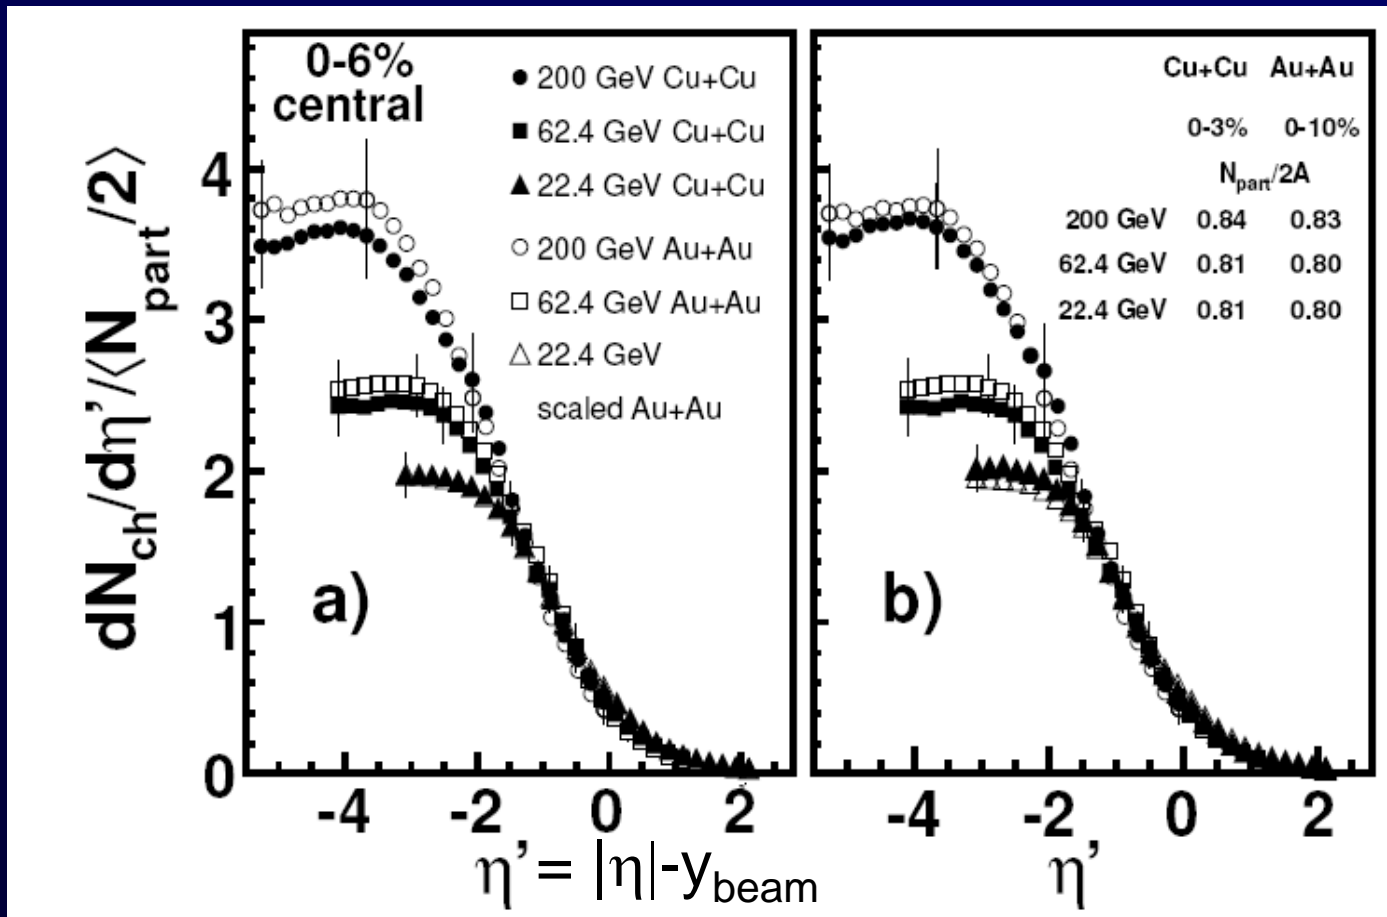 0-6%
central
200 GeV Cu+Cu
62.4 GeV Cu+Cu
22.4 GeV Cu+Cu
200 GeV Au+Au
62.4 GeV Au+Au
22.4 GeV
scaled Au+Au
a)
dN_ch/dη'/⟨N_part/2⟩
4
3
2
1
0
-4 -2 0 2
η' = |η|-y_beam
Cu+Cu Au+Au
0-3% 0-10%
N_part/2A
200 GeV 0.84 0.83
62.4 GeV 0.81 0.80
22.4 GeV 0.81 0.80
b)
-4 -2 0 2
η'